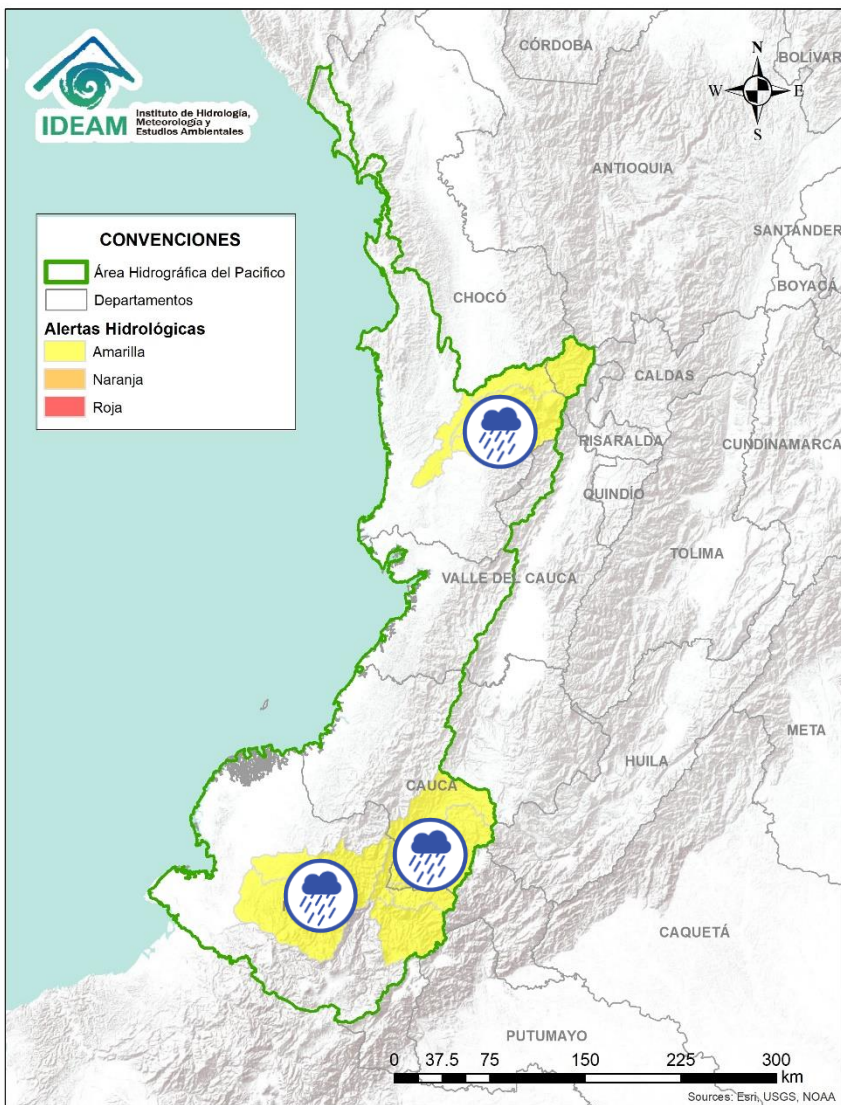 IDEAM
Instituto de Hidrología,
Meteorología y
Estudios Ambientales
CÓRDOBA
BOLÍVAR
N
W
E
S
ANTIOQUIA
SANTANDER
BOYACÁ
CONVENCIONES
Área Hidrográfica del Pacifico
Departamentos
Alertas Hidrológicas
Amarilla
Naranja
Roja
CHOCÓ
CALDAS
RISARALDA
CUNDINAMARCA
QUINDÍO
TOLIMA
VALLE DEL CAUCA
META
HUILA
CAUCA
CAQUETÁ
PUTUMAYO
0 37.5 75 150 225 300
km
Sources: Esri, USGS, NOAA